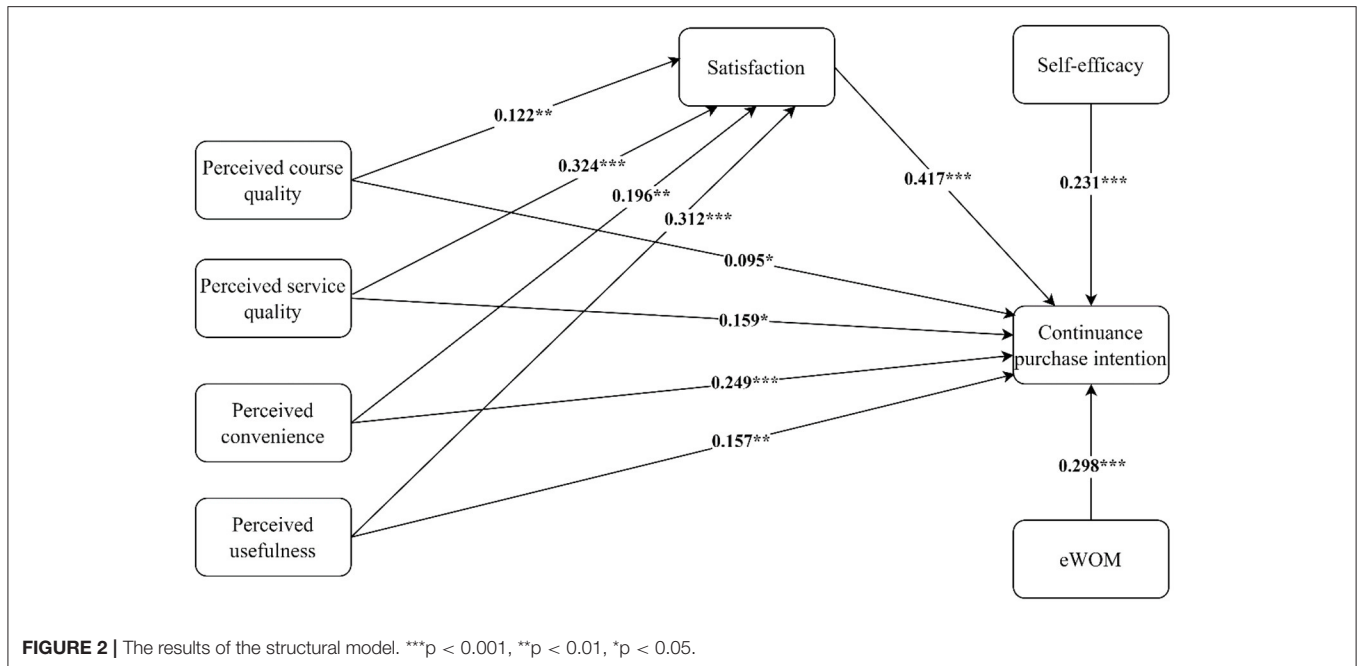 Satisfaction
Self-efficacy
0.122**
Perceived course
quality
0.324***
0.196**
0.417***
0.231***
0.312***
0.095*
Perceived service
quality
0.159*
Continuance
purchase intention
0.249***
Perceived
convenience
0.157**
0.298***
Perceived
usefulness
eWOM
FIGURE 2 | The results of the structural model. ***p < 0.001, **p < 0.01, *p < 0.05.